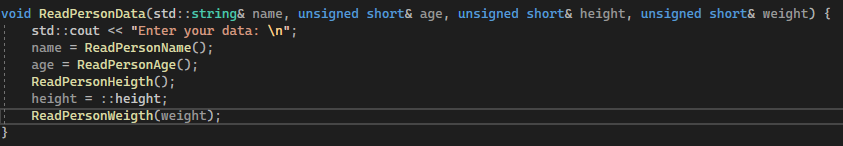 void ReadPersonData(std::string& name, unsigned short& age, unsigned short& height, unsigned short& weight) {
std::cout << "Enter your data: \n";
name = ReadPersonName();
age = ReadPersonAge();
ReadPersonHeigth();
height = ::height;
ReadPersonWeigth(weight);
}